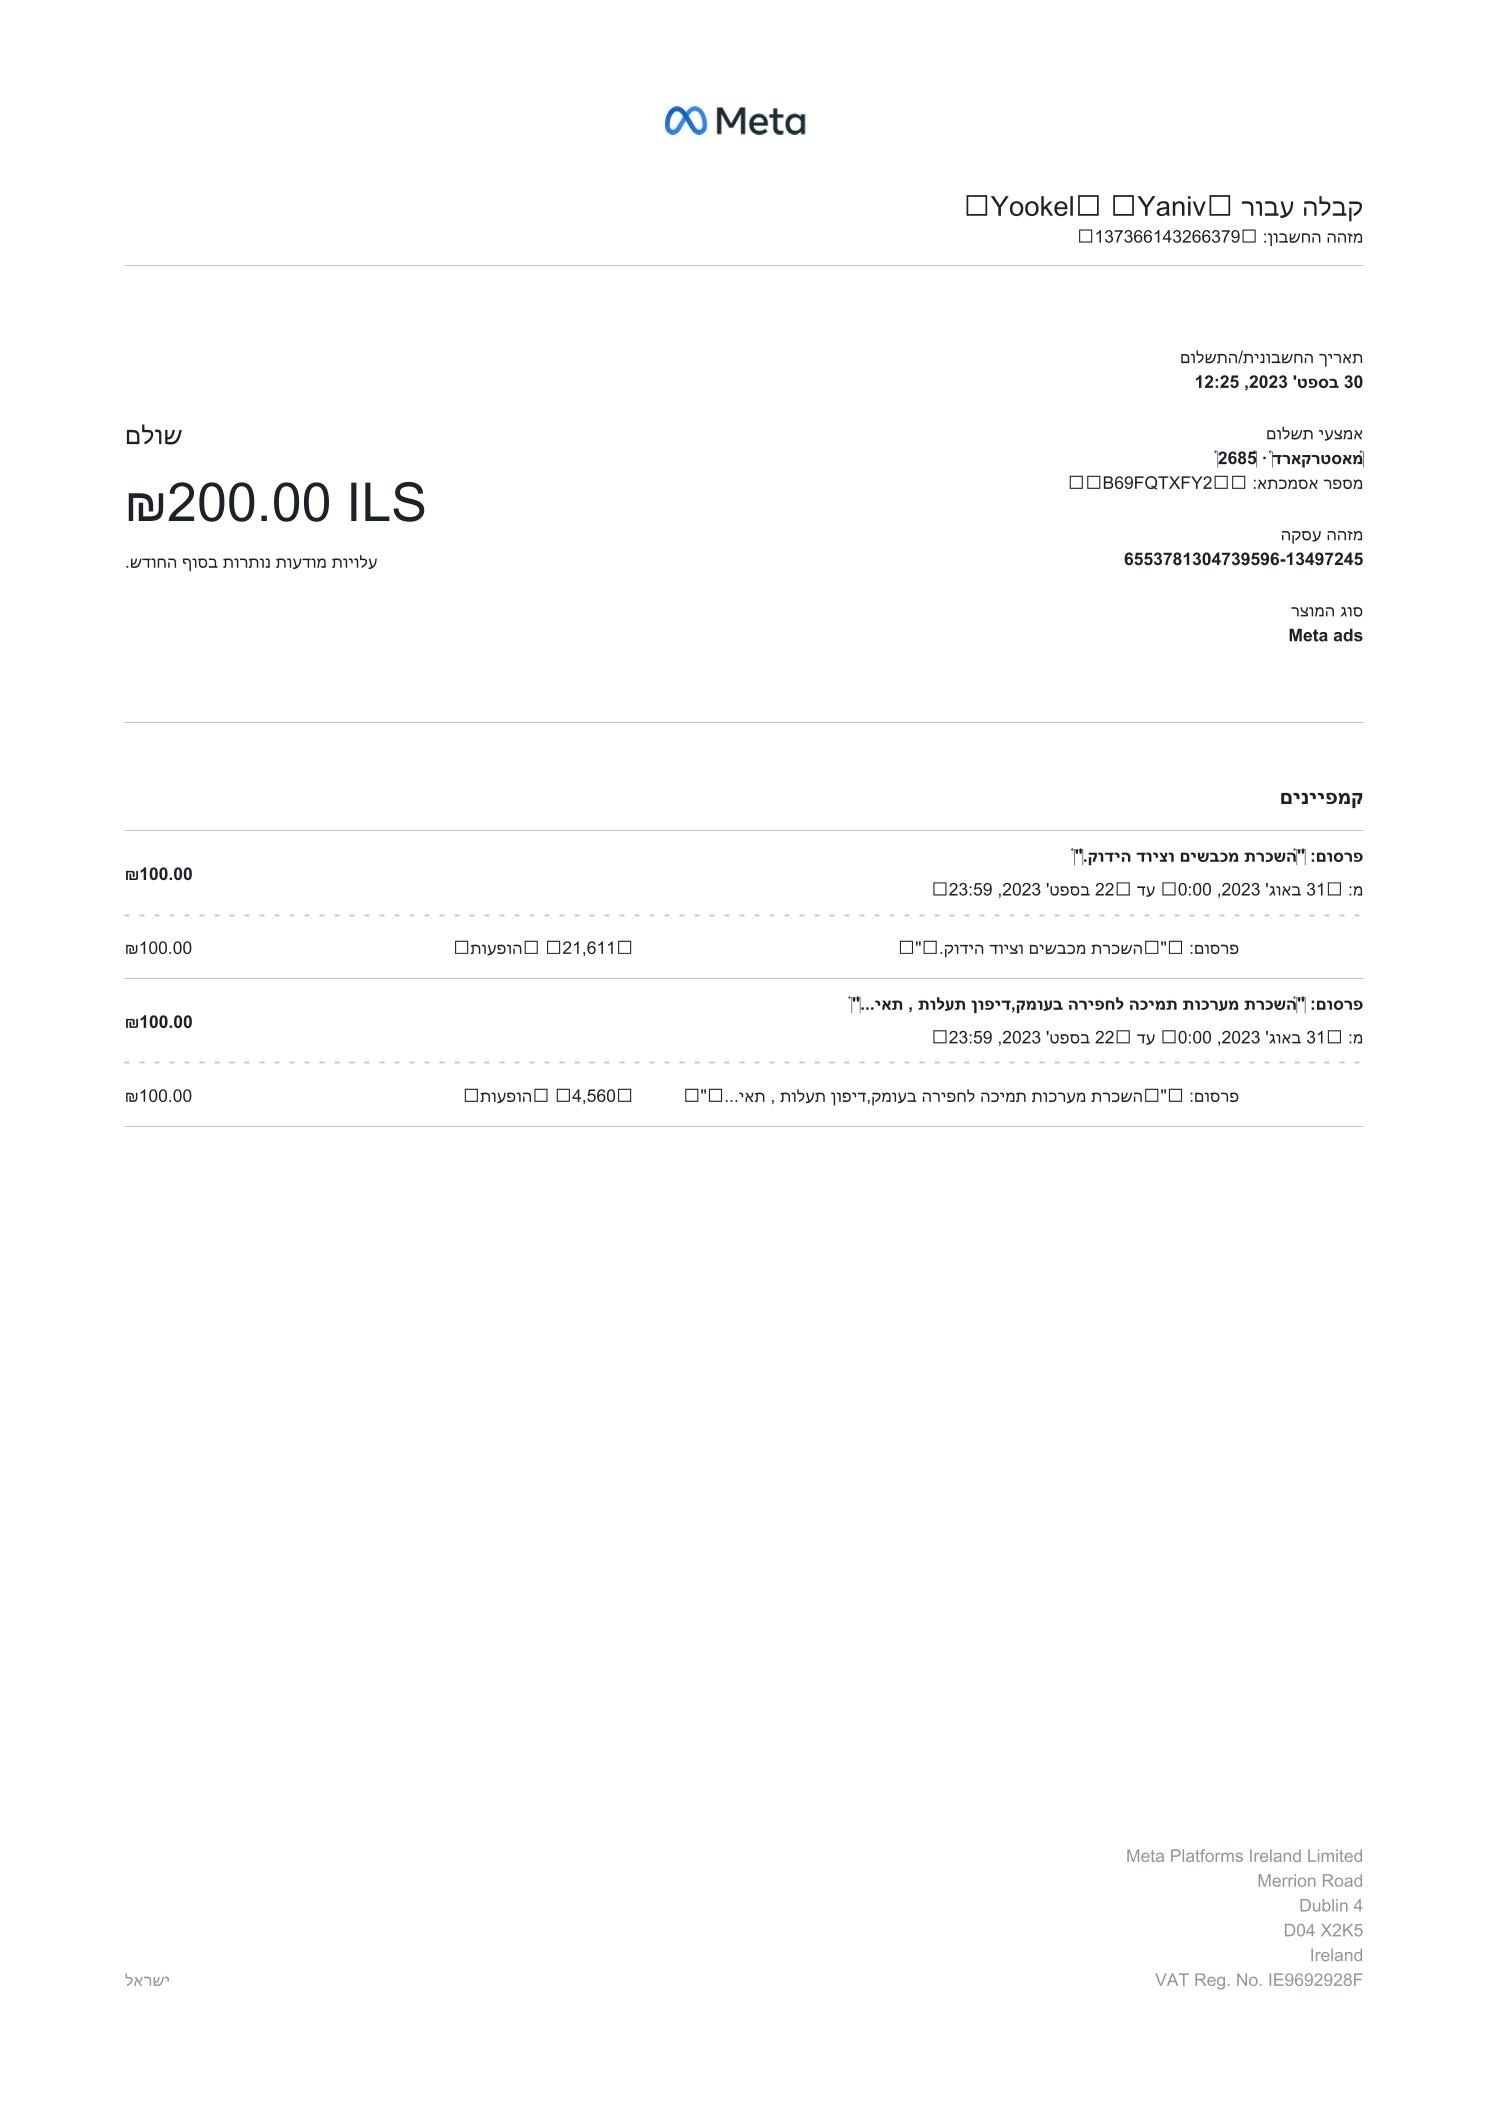 Meta
קבלה עבור Yaniv Yookel
מזהה החשבון: 137366143266379
תאריך החשבונית/התשלום
30 בספט' 2023, 12:25
אמצעי תשלום
מאסטרקארד · 2685
מספר אסמכתא: B69FQTXFY2
מזהה עסקה
6553781304739596-13497245
סוג המוצר
Meta ads
שולם
₪200.00 ILS
עלויות מודעות נותרות בסוף החודש.
קמפיינים
פרסום: "השכרת מכבשים וציוד הידוק."
₪100.00
מ: 31 באוג' 2023, 0:00 עד 22 בספט' 2023, 23:59
פרסום: "השכרת מכבשים וציוד הידוק." 21,611 הופעות ₪100.00
פרסום: "השכרת מערכות תמיכה לחפירה בעומק,דיפון תעלות , תאי..."
₪100.00
מ: 31 באוג' 2023, 0:00 עד 22 בספט' 2023, 23:59
פרסום: "השכרת מערכות תמיכה לחפירה בעומק,דיפון תעלות , תאי..." 4,560 הופעות ₪100.00
Meta Platforms Ireland Limited
Merrion Road
Dublin 4
D04 X2K5
Ireland
VAT Reg. No. IE9692928F
ישראל